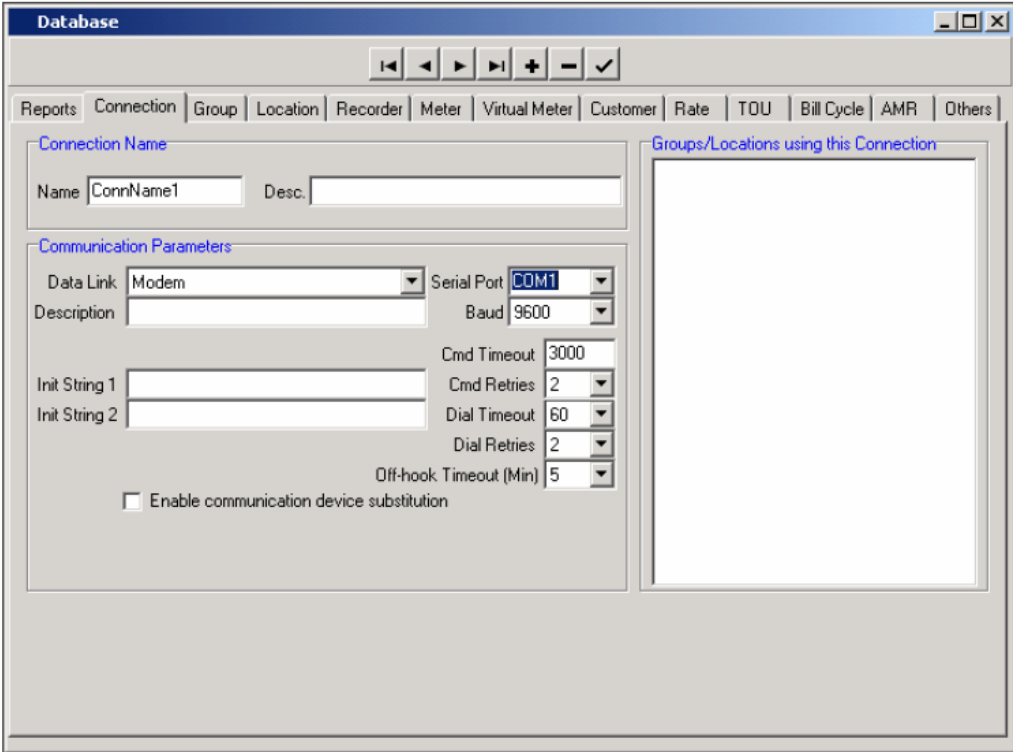 Database
Reports Connection Group Location Recorder Meter Virtual Meter Customer Rate TOU Bill Cycle AMR Others
Connection Name
Groups/Locations using this Connection
Name ConnName1 Desc.
Communication Parameters
Data Link Modem Serial Port COM1
Description Baud 9600
Cmd Timeout 3000
Init String 1 Cmd Retries 2
Init String 2 Dial Timeout 60
Dial Retries 2
Off-hook Timeout (Min) 5
Enable communication device substitution